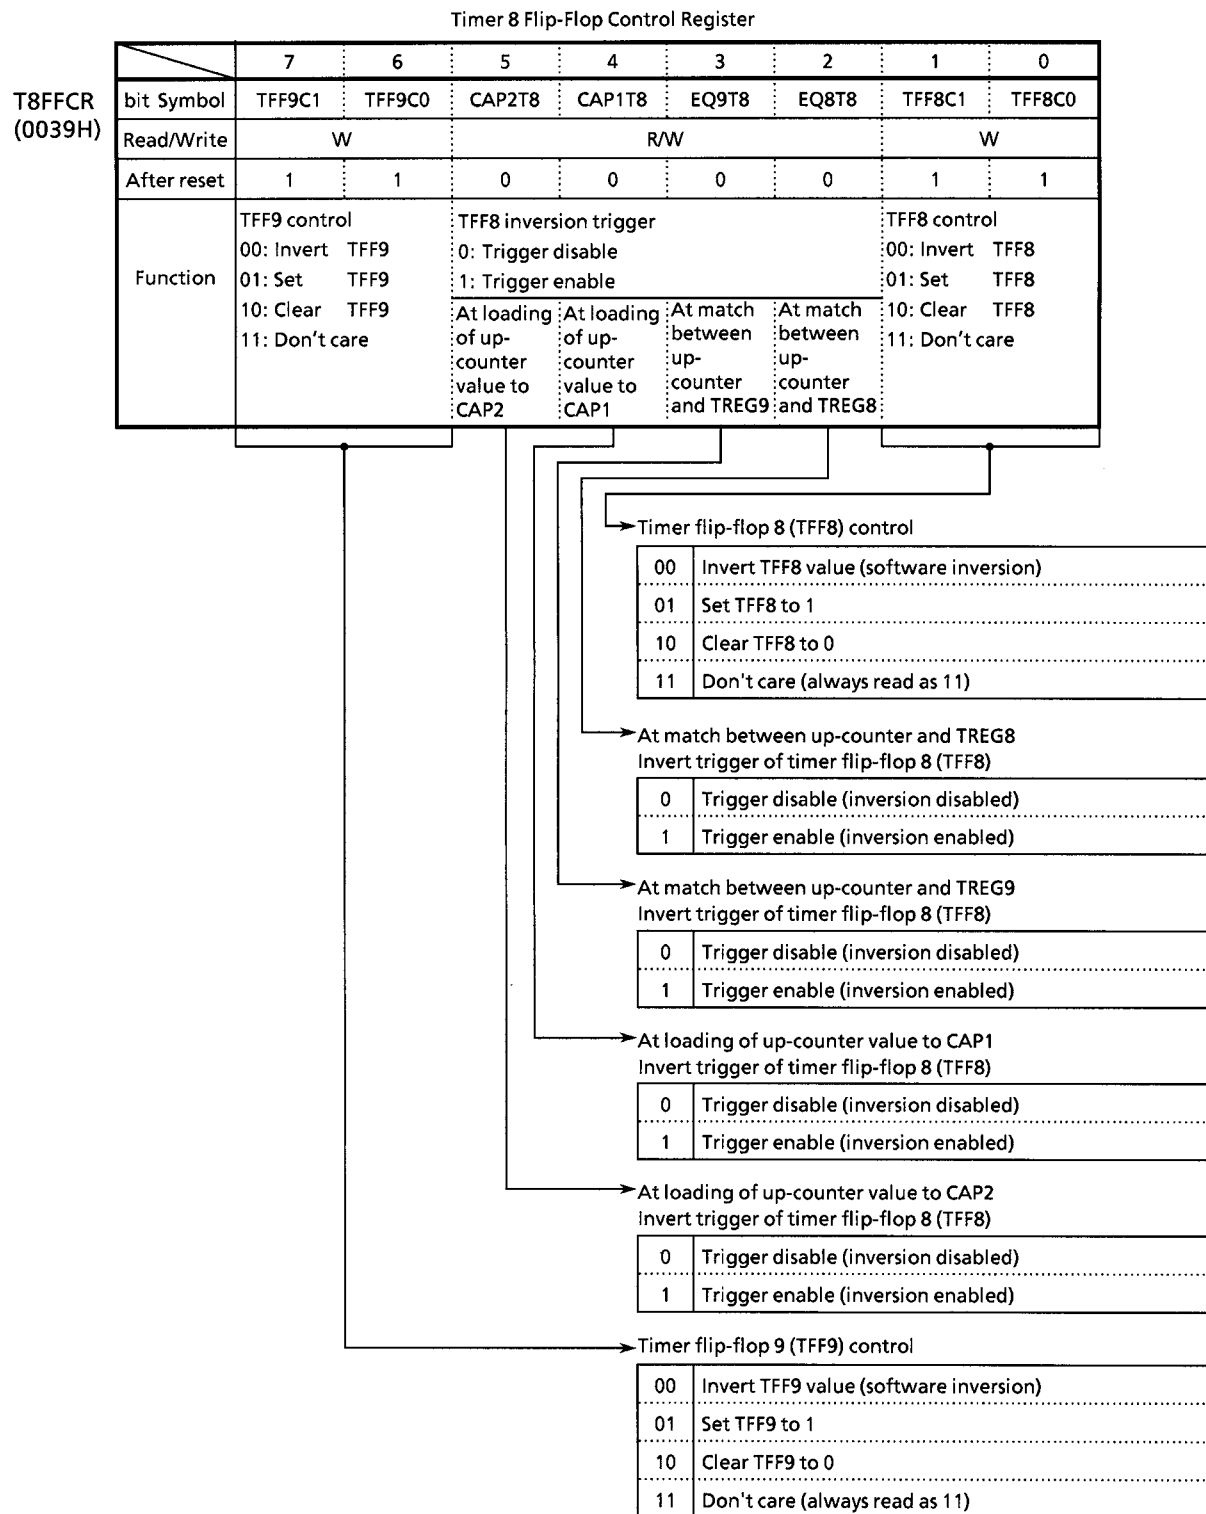 Timer 8 Flip-Flop Control Register
7 6 5 4 3 2 1 0
T8FFCR
(0039H)
bit Symbol TFF9C1 TFF9C0 CAP2T8 CAP1T8 EQ9T8 EQ8T8 TFF8C1 TFF8C0
Read/Write W R/W W
After reset 1 1 0 0 0 0 1 1
Function
TFF9 control
00: Invert TFF9
01: Set TFF9
10: Clear TFF9
11: Don't care
TFF8 inversion trigger
0: Trigger disable
1: Trigger enable
At loading
of up-
counter
value to
CAP2
At loading
of up-
counter
value to
CAP1
At match
between
up-
counter
and TREG9
At match
between
up-
counter
and TREG8
TFF8 control
00: Invert TFF8
01: Set TFF8
10: Clear TFF8
11: Don't care
Timer flip-flop 8 (TFF8) control
00 Invert TFF8 value (software inversion)
01 Set TFF8 to 1
10 Clear TFF8 to 0
11 Don't care (always read as 11)
At match between up-counter and TREG8
Invert trigger of timer flip-flop 8 (TFF8)
0 Trigger disable (inversion disabled)
1 Trigger enable (inversion enabled)
At match between up-counter and TREG9
Invert trigger of timer flip-flop 8 (TFF8)
0 Trigger disable (inversion disabled)
1 Trigger enable (inversion enabled)
At loading of up-counter value to CAP1
Invert trigger of timer flip-flop 8 (TFF8)
0 Trigger disable (inversion disabled)
1 Trigger enable (inversion enabled)
At loading of up-counter value to CAP2
Invert trigger of timer flip-flop 8 (TFF8)
0 Trigger disable (inversion disabled)
1 Trigger enable (inversion enabled)
Timer flip-flop 9 (TFF9) control
00 Invert TFF9 value (software inversion)
01 Set TFF9 to 1
10 Clear TFF9 to 0
11 Don't care (always read as 11)